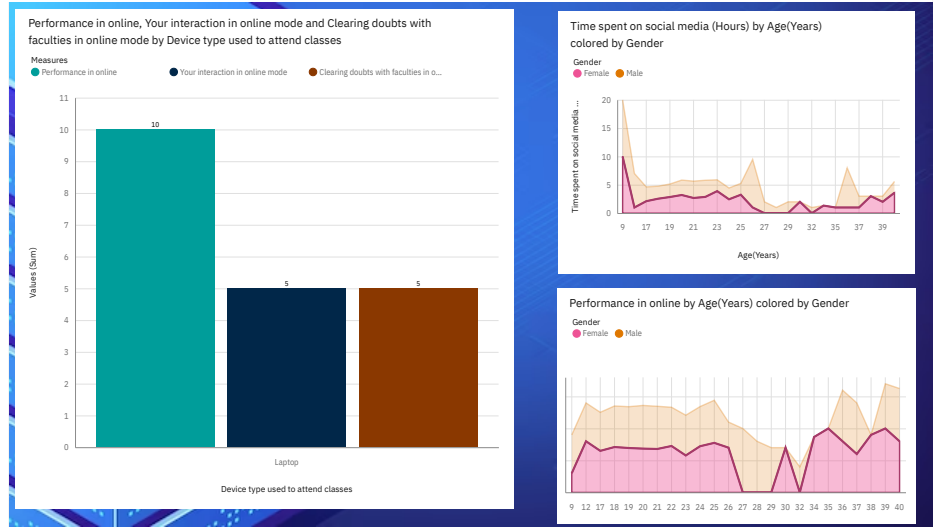 Performance in online, Your interaction in online mode and Clearing doubts with
faculties in online mode by Device type used to attend classes
Measures
Performance in online
Your interaction in online mode
Clearing doubts with faculties in o...
Values (Sum)
11
10
9
8
7
6
5
4
3
2
1
0
10
5
5
Laptop
Device type used to attend classes
Time spent on social media (Hours) by Age(Years)
colored by Gender
Gender
Female Male
Time spent on social media ...
20
15
10
5
0
9 17 19 21 23 25 27 29 32 35 37 39
Age(Years)
Performance in online by Age(Years) colored by Gender
Gender
Female Male
9 12 17 18 19 20 21 22 23 24 25 26 27 28 29 30 32 34 35 36 37 38 39 40